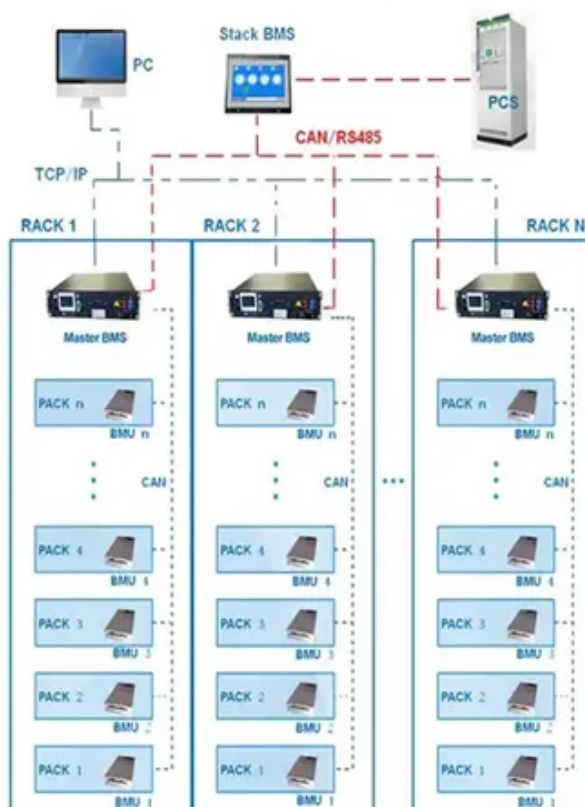 Stack BMS
PC
PCS
CAN/RS485
TCP/IP
RACK 1
RACK 2
RACK N
Master BMS
Master BMS
Master BMS
PACK n
BMU n
PACK n
BMU n
PACK n
BMU n
CAN
CAN
CAN
PACK 4
BMU 4
PACK 4
BMU 4
PACK 4
BMU 4
PACK 3
BMU 3
PACK 3
BMU 3
PACK 3
BMU 3
PACK 2
BMU 2
PACK 2
BMU 2
PACK 2
BMU 2
PACK 1
BMU 1
PACK 1
BMU 1
PACK 1
BMU 1